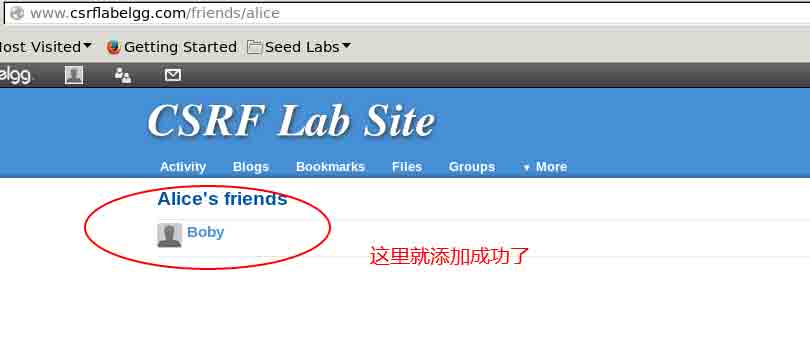 www.csrflabelgg.com/friends/alice
ost Visited Getting Started Seed Labs
elgg
CSRF Lab Site
Activity Blogs Bookmarks Files Groups More
Alice's friends
Boby
这里就添加成功了